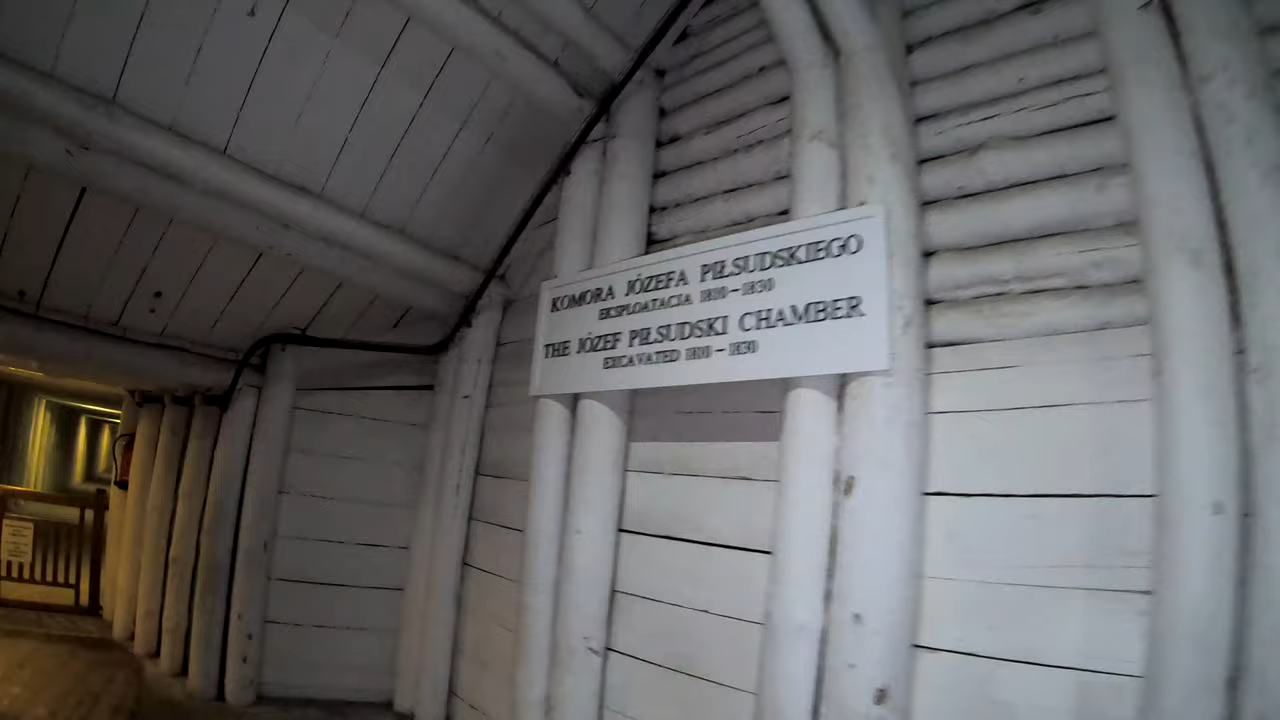 KOMORA JÓZEFA PIŁSUDSKIEGO
EKSPLOATACJA 1810-1830
THE JÓZEF PIŁSUDSKI CHAMBER
EXCAVATED 1810 - 1830